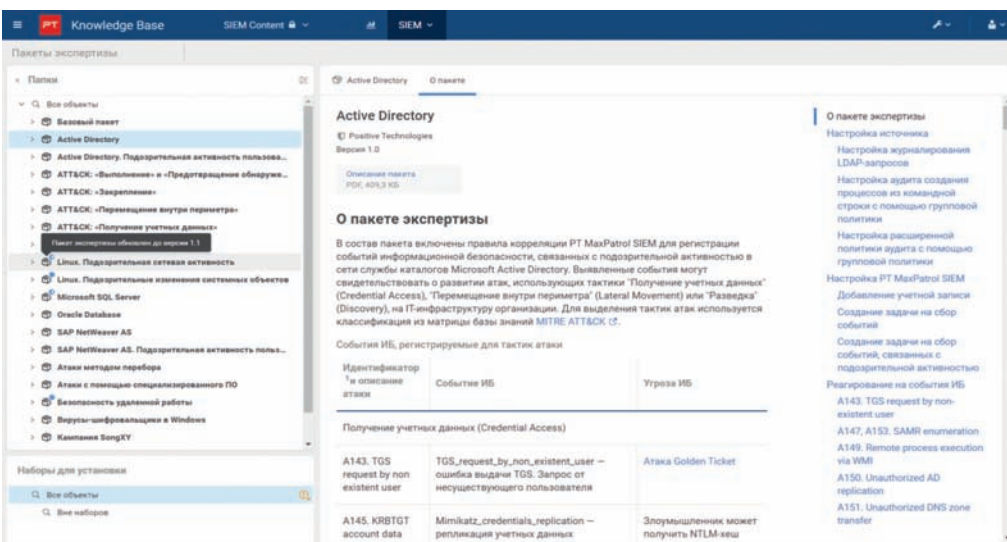 PT Knowledge Base SIEM Content SIEM
Пакеты экспертизы
Папки
Все объекты
Базовый пакет
Active Directory
Active Directory. Подозрительная активность пользова...
ATT&CK: «Выполнение» и «Предотвращение обнаруже...
ATT&CK: «Закрепление»
ATT&CK: «Перемещение внутри периметра»
ATT&CK: «Получение учетных данных»
Пакет экспертизы обновлен до версии 1.1
Linux. Подозрительная сетевая активность
Linux. Подозрительные изменения системных объектов
Microsoft SQL Server
Oracle Database
SAP NetWeaver AS
SAP NetWeaver AS. Подозрительная активность польз...
Атаки методом перебора
Атаки с помощью специализированного ПО
Безопасность удаленной работы
Вирусы-шифровальщики в Windows
Кампания SongXY
Наборы для установки
Все объекты
Вне наборов
Active Directory О пакете
Active Directory
Positive Technologies
Версия 1.0
Описание пакета
PDF, 409,3 КБ
О пакете экспертизы
В состав пакета включены правила корреляции PT MaxPatrol SIEM для регистрации
событий информационной безопасности, связанных с подозрительной активностью в
сети службы каталогов Microsoft Active Directory. Выявленные события могут
свидетельствовать о развитии атак, использующих тактики "Получение учетных данных"
(Credential Access), "Перемещение внутри периметра" (Lateral Movement) или "Разведка"
(Discovery), на IT-инфраструктуру организации. Для выделения тактик атак используется
классификация из матрицы базы знаний MITRE ATT&CK.
События ИБ, регистрируемые для тактик атаки
Идентификатор
и описание
атаки
Событие ИБ
Угроза ИБ
Получение учетных данных (Credential Access)
A143. TGS
request by non
existent user
TGS_request_by_non_existent_user —
ошибка выдачи TGS. Запрос от
несуществующего пользователя
Атака Golden Ticket
A145. KRBTGT
account data
Mimikatz_credentials_replication —
репликация учетных данных
Злоумышленник может
получить NTLM-хеш
О пакете экспертизы
Настройка источника
Настройка журналирования
LDAP-запросов
Настройка аудита создания
процессов из командной
строки с помощью групповой
политики
Настройка расширенной
политики аудита с помощью
групповой политики
Настройка PT MaxPatrol SIEM
Добавление учетной записи
Создание задачи на сбор
событий
Создание задачи на сбор
событий, связанных с
подозрительной активностью
Реагирование на события ИБ
A143. TGS request by non-
existent user
A147, A153. SAMR enumeration
A149. Remote process execution
via WMI
A150. Unauthorized AD
replication
A151. Unauthorized DNS zone
transfer